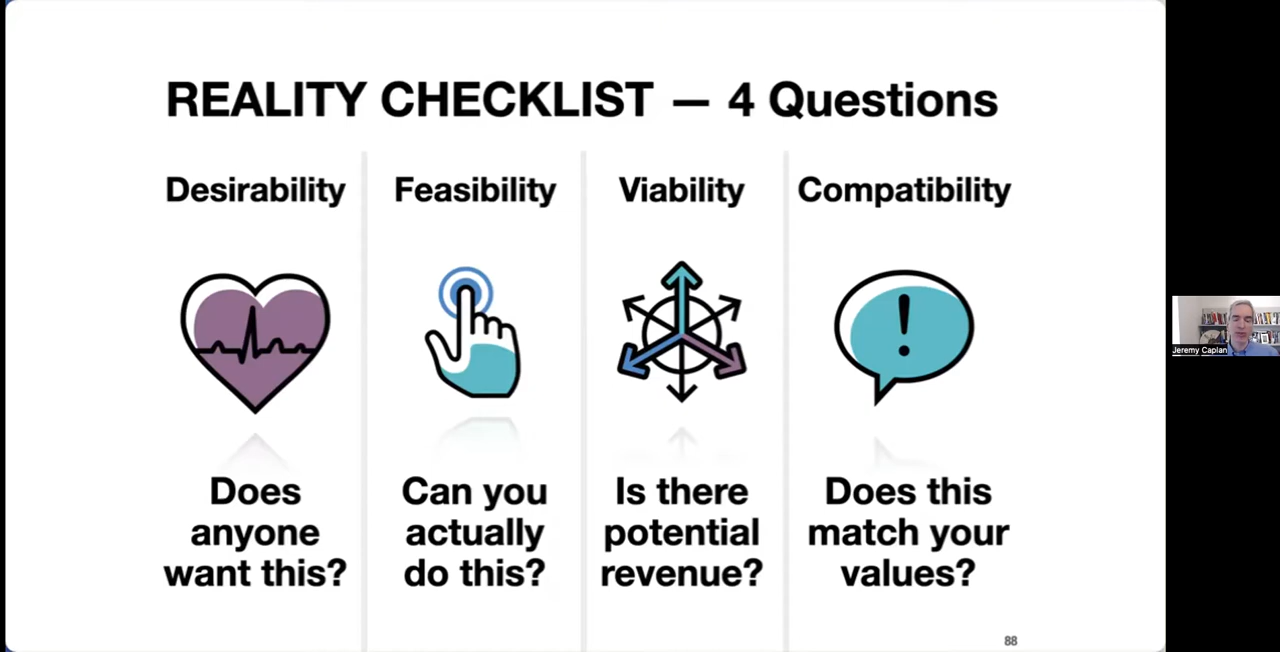 REALITY CHECKLIST — 4 Questions
Desirability
Feasibility
Viability
Compatibility
Does
anyone
want this?
Can you
actually
do this?
Is there
potential
revenue?
Does this
match your
values?
88
Jeremy Caplan